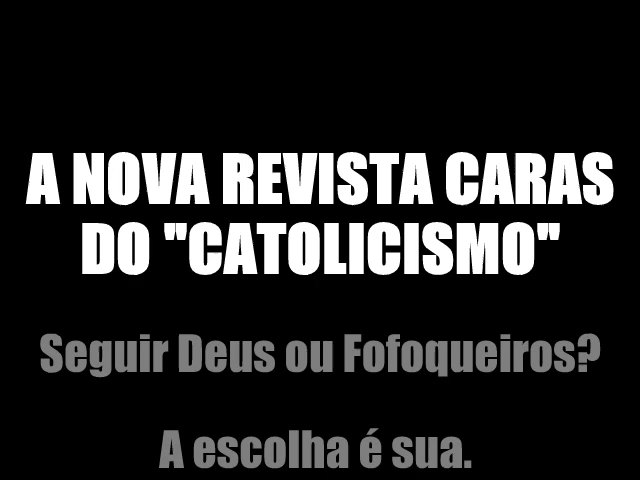 A NOVA REVISTA CARAS
DO "CATOLICISMO"
Seguir Deus ou Fofoqueiros?
A escolha é sua.